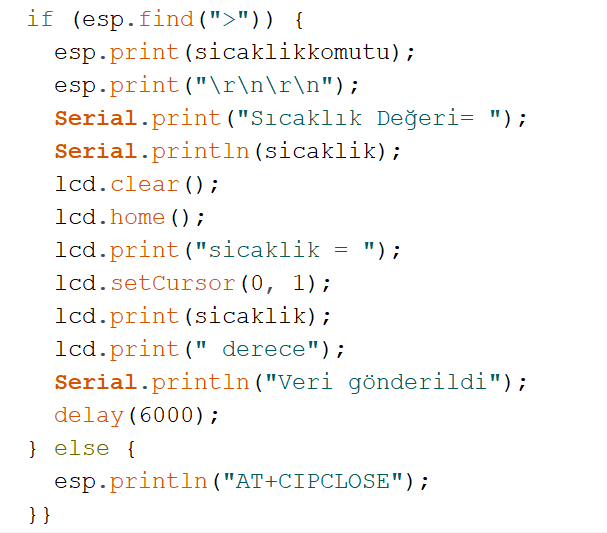 if (esp.find(">")) {
  esp.print(sicaklikkomutu);
  esp.print("\r\n\r\n");
  Serial.print("Sıcaklık Değeri= ");
  Serial.println(sicaklik);
  lcd.clear();
  lcd.home();
  lcd.print("sicaklik = ");
  lcd.setCursor(0, 1);
  lcd.print(sicaklik);
  lcd.print(" derece");
  Serial.println("Veri gönderildi");
  delay(6000);
} else {
  esp.println("AT+CIPCLOSE");
}}